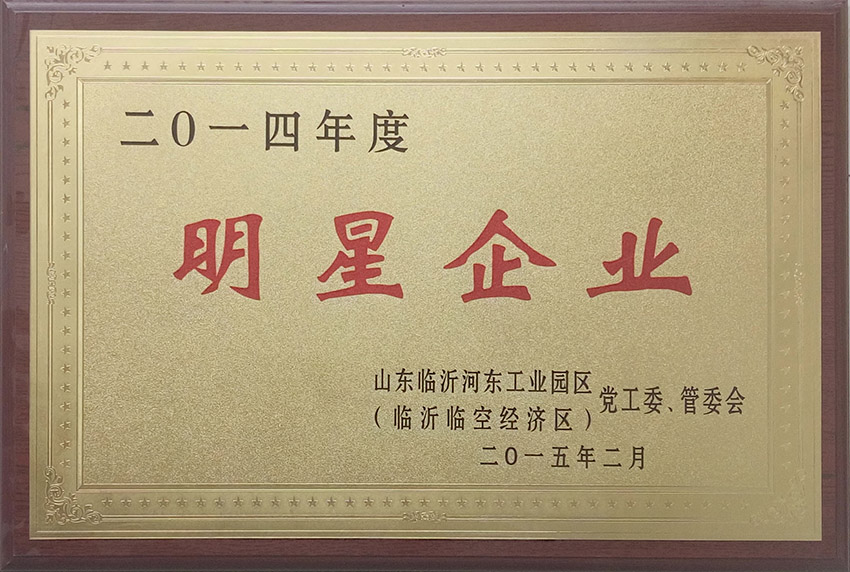 二〇一四年度
明星企业
山东临沂河东工业园区
(临沂临空经济区)
党工委、管委会
二〇一五年二月